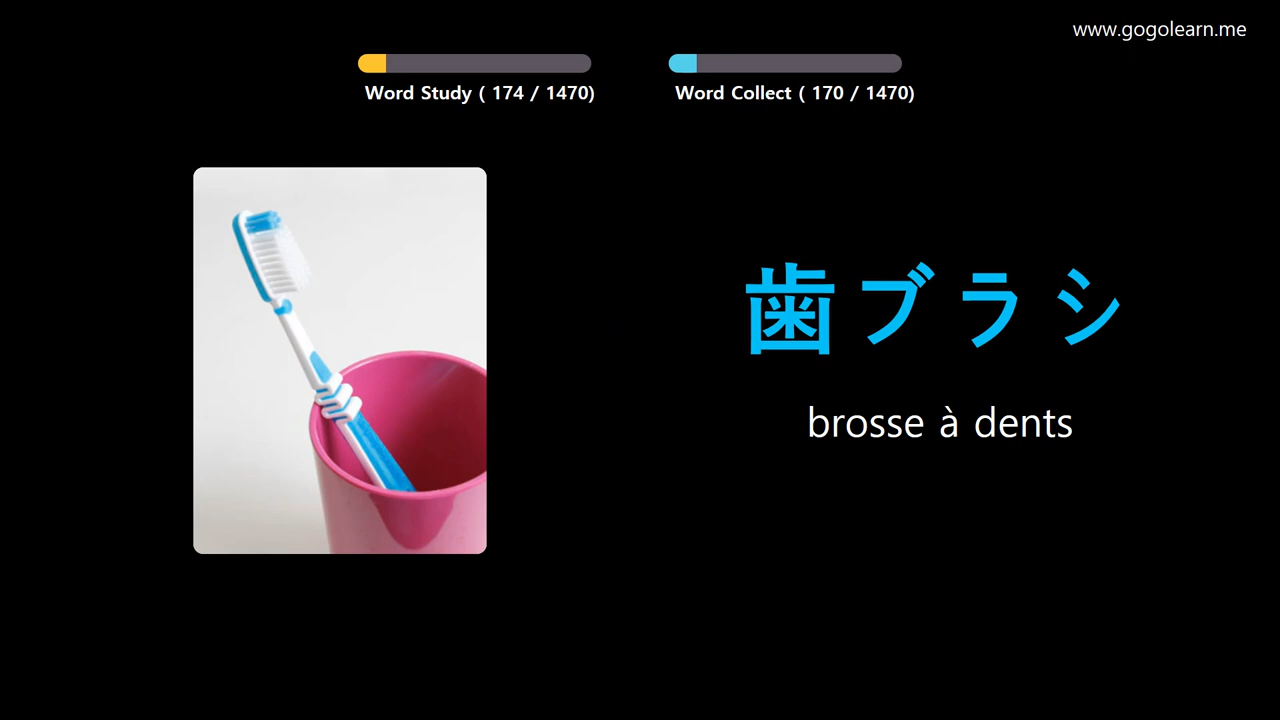 www.gogolearn.me
Word Study ( 174 / 1470)
Word Collect ( 170 / 1470)
歯ブラシ
brosse à dents